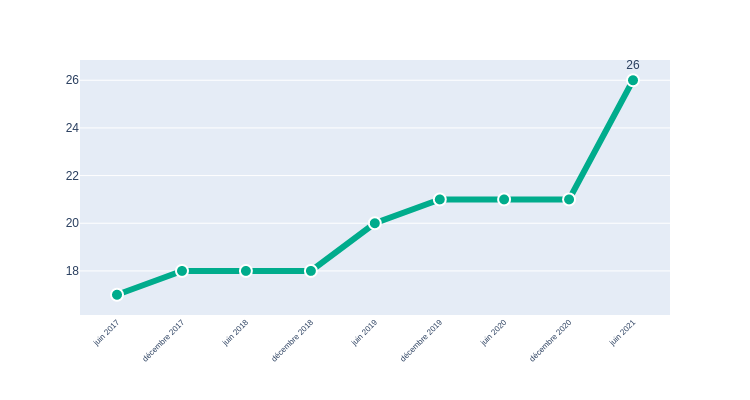 26
26
24
22
20
18
juin 2017
décembre 2017
juin 2018
décembre 2018
juin 2019
décembre 2019
juin 2020
décembre 2020
juin 2021